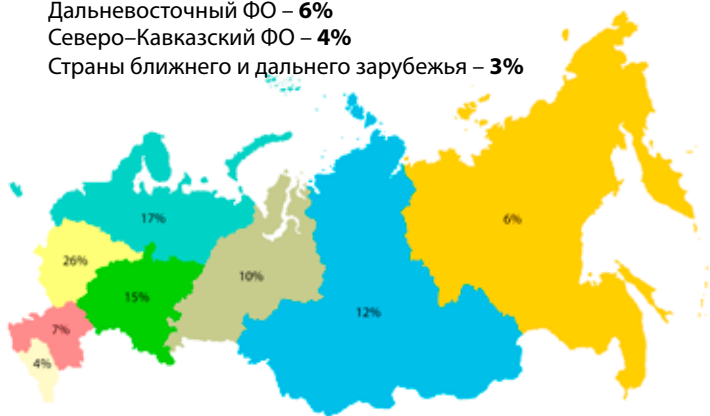 Дальневосточный ФО – 6%
Северо–Кавказский ФО – 4%
Страны ближнего и дальнего зарубежья – 3%
17%
6%
26%
10%
15%
12%
7%
4%